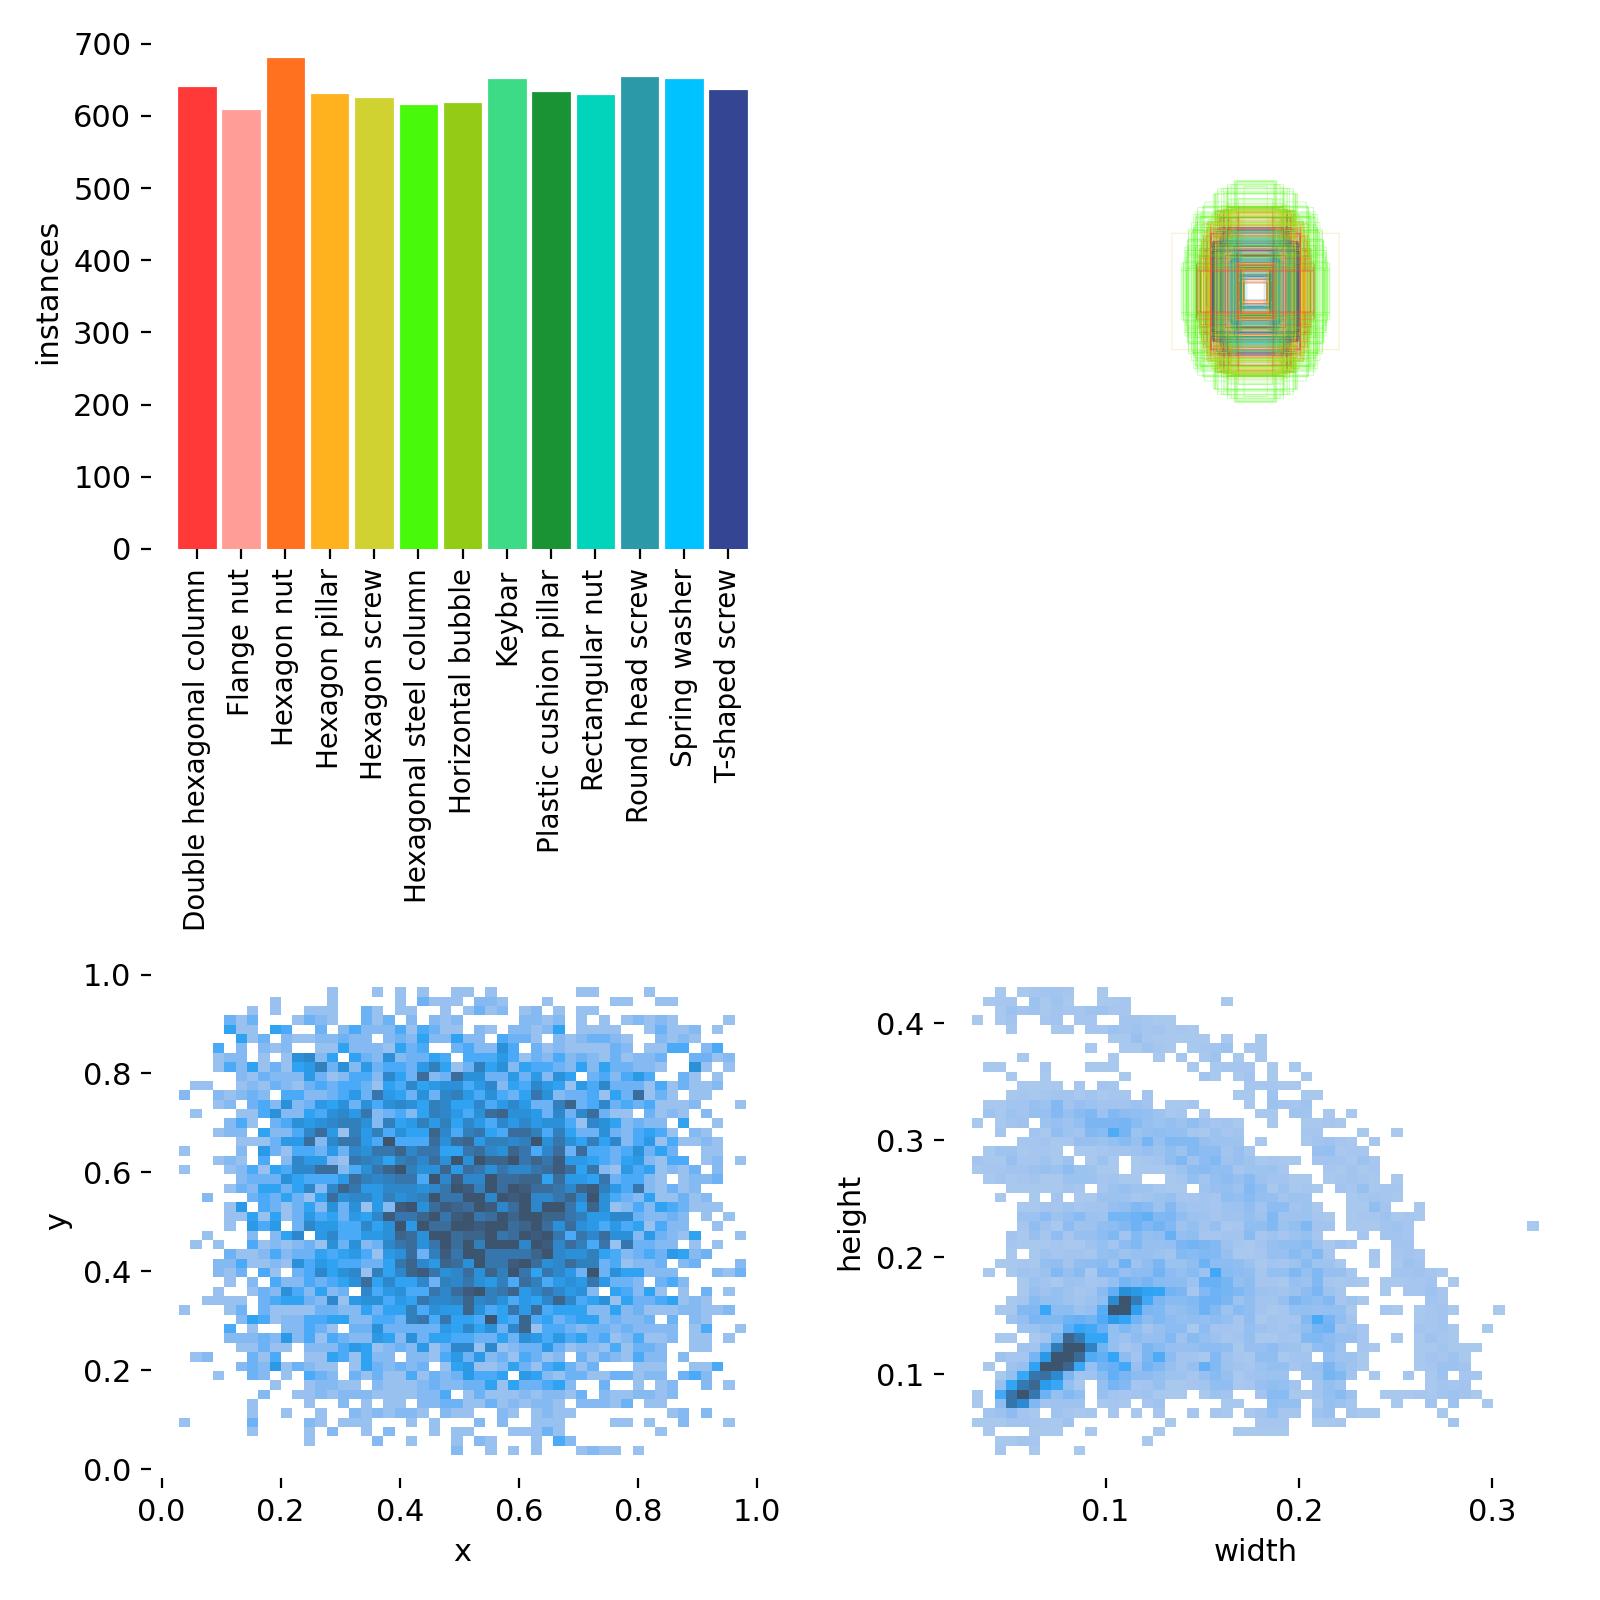 700
600
500
400
300
200
100
0
instances
Double hexagonal column
Flange nut
Hexagon nut
Hexagon pillar
Hexagon screw
Hexagonal steel column
Horizontal bubble
Keybar
Plastic cushion pillar
Rectangular nut
Round head screw
Spring washer
T-shaped screw
1.0
0.8
0.6
0.4
0.2
0.0
y
0.0 0.2 0.4 0.6 0.8 1.0
x
0.4
0.3
0.2
0.1
height
0.1 0.2 0.3
width